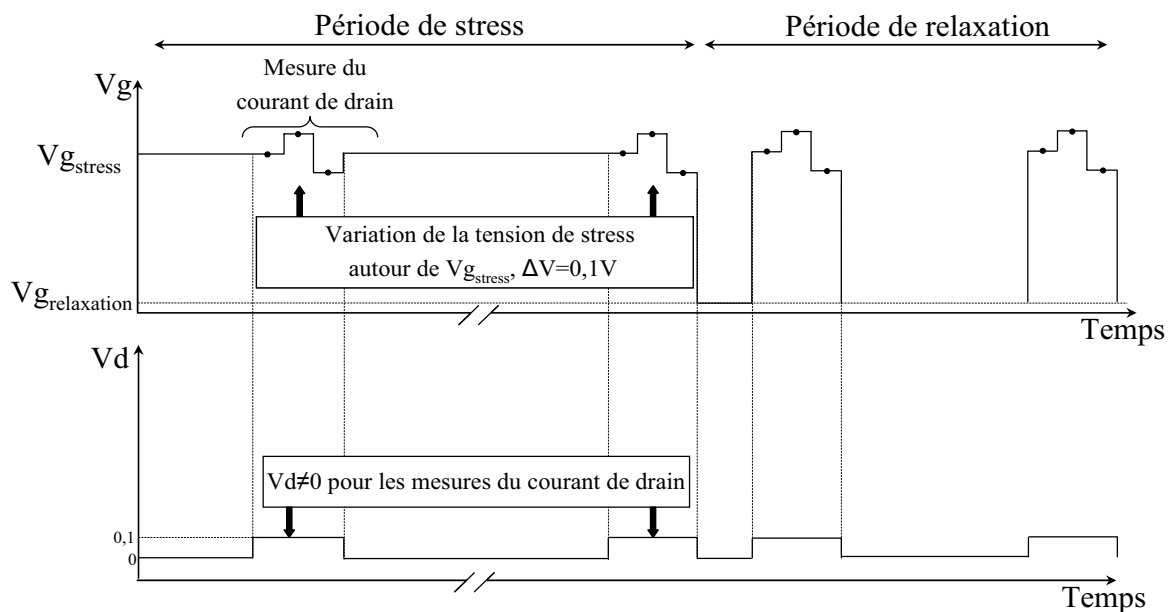 Période de stress
Période de relaxation
Mesure du
courant de drain
Vg
Vgstress
Variation de la tension de stress
autour de Vgstress, ΔV=0,1V
Vgrelaxation
Temps
Vd
Vd≠0 pour les mesures du courant de drain
0,1
0
Temps